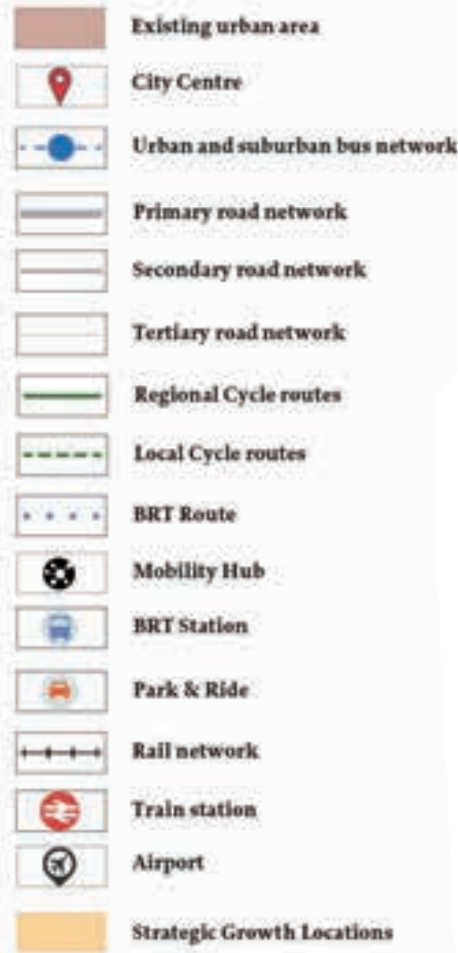 Existing urban area
City Centre
Urban and suburban bus network
Primary road network
Secondary road network
Tertiary road network
Regional Cycle routes
Local Cycle routes
BRT Route
Mobility Hub
BRT Station
Park & Ride
Rail network
Train station
Airport
Strategic Growth Locations